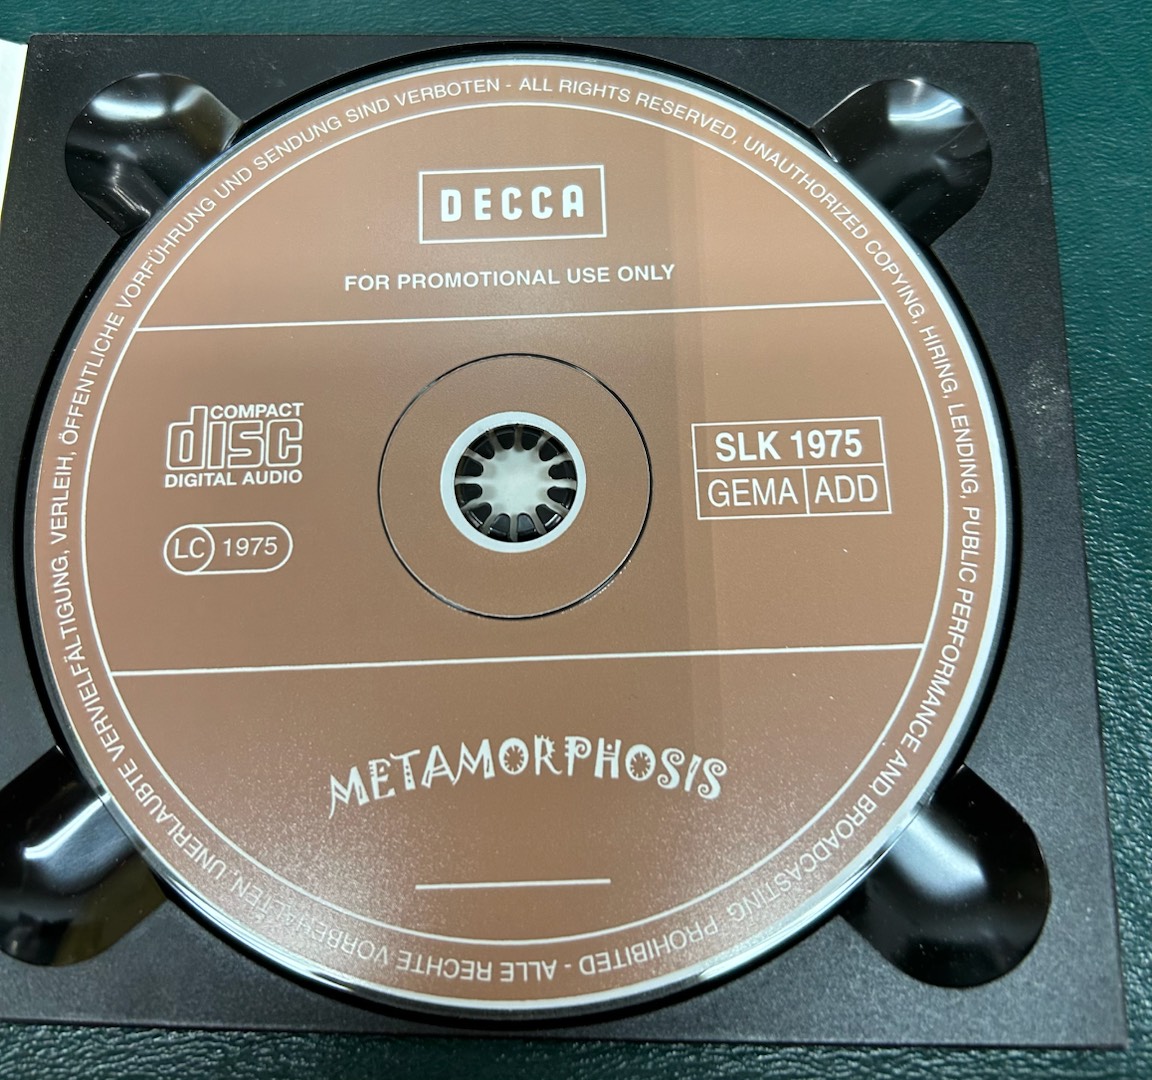 DECCA
FOR PROMOTIONAL USE ONLY
COMPACT
disc
DIGITAL AUDIO
LC 1975
SLK 1975
GEMA ADD
METAMORPHOSIS
ALLE RECHTE VORBEHALTEN, UNERLAUBTE VERVIELFÄLTIGUNG, VERLEIH, ÖFFENTLICHE VORFÜHRUNG UND SENDUNG SIND VERBOTEN - ALL RIGHTS RESERVED, UNAUTHORIZED COPYING, HIRING, LENDING, PUBLIC PERFORMANCE AND BROADCASTING PROHIBITED -